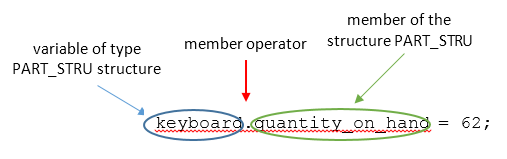 variable of type
PART_STRU structure
member operator
member of the
structure PART_STRU
keyboard.quantity_on_hand = 62;